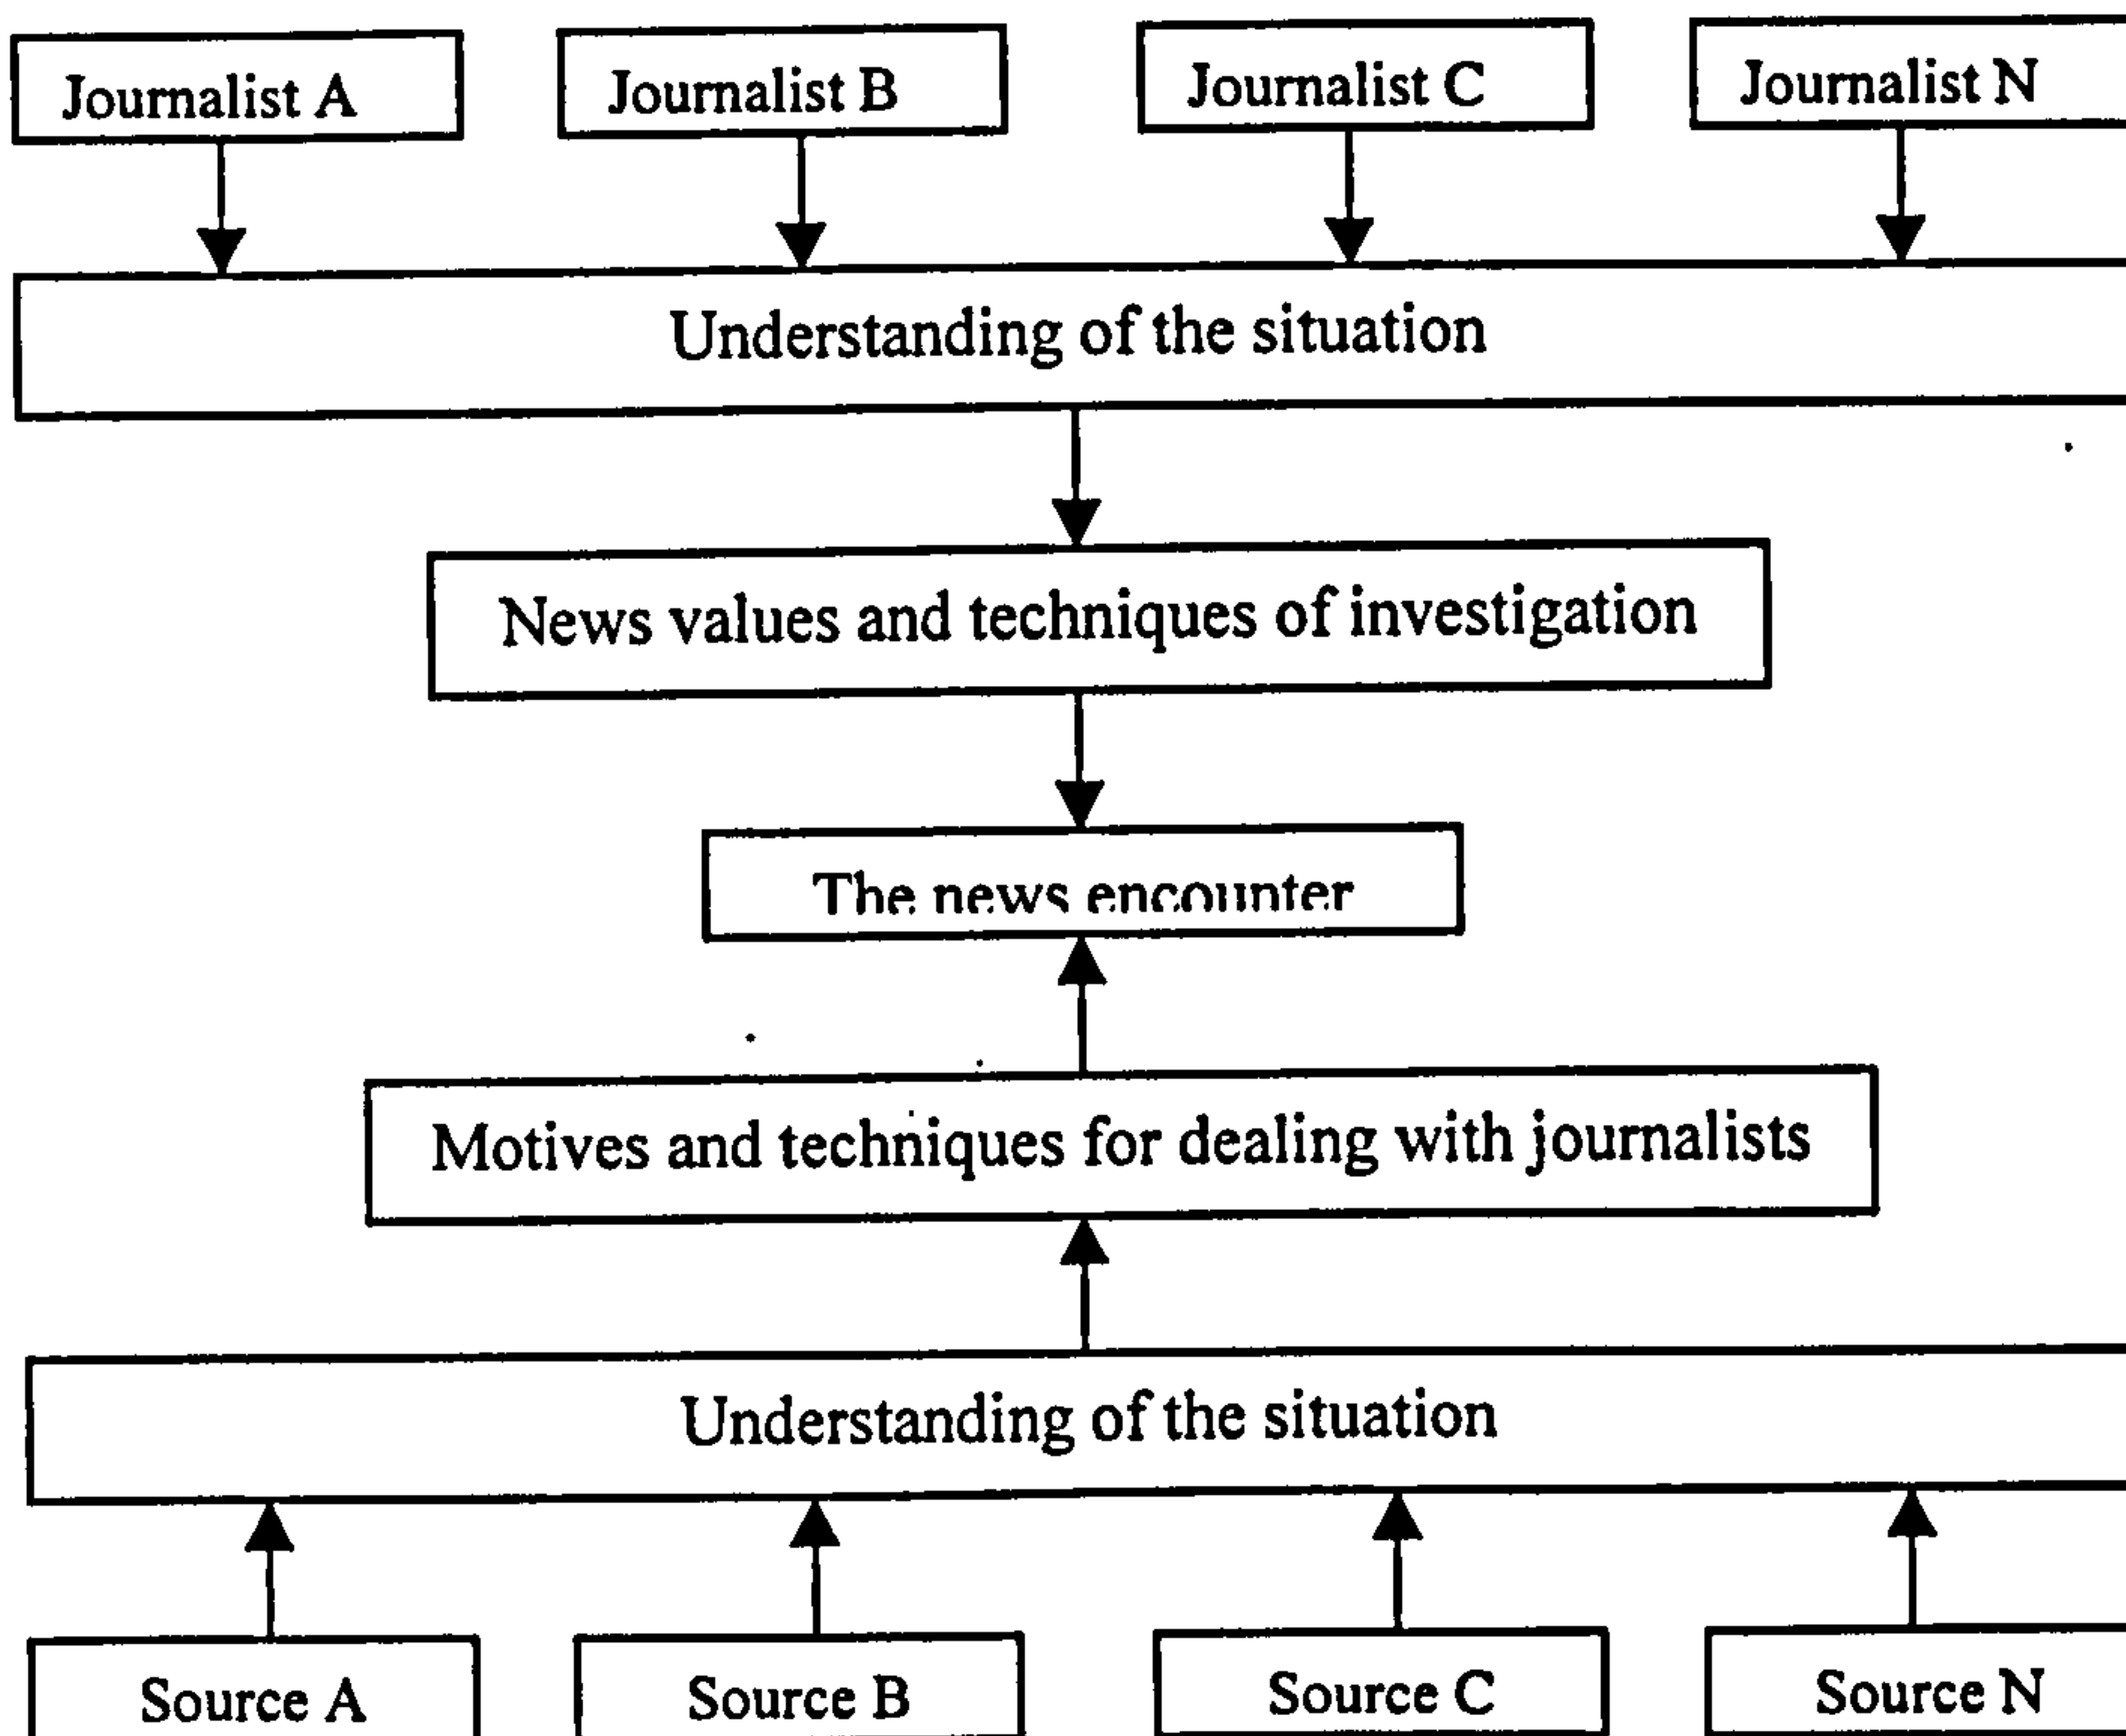 Journalist A
Journalist B
Journalist C
Journalist N
Understanding of the situation
News values and techniques of investigation
The news encounter
Motives and techniques for dealing with journalists
Understanding of the situation
Source A
Source B
Source C
Source N